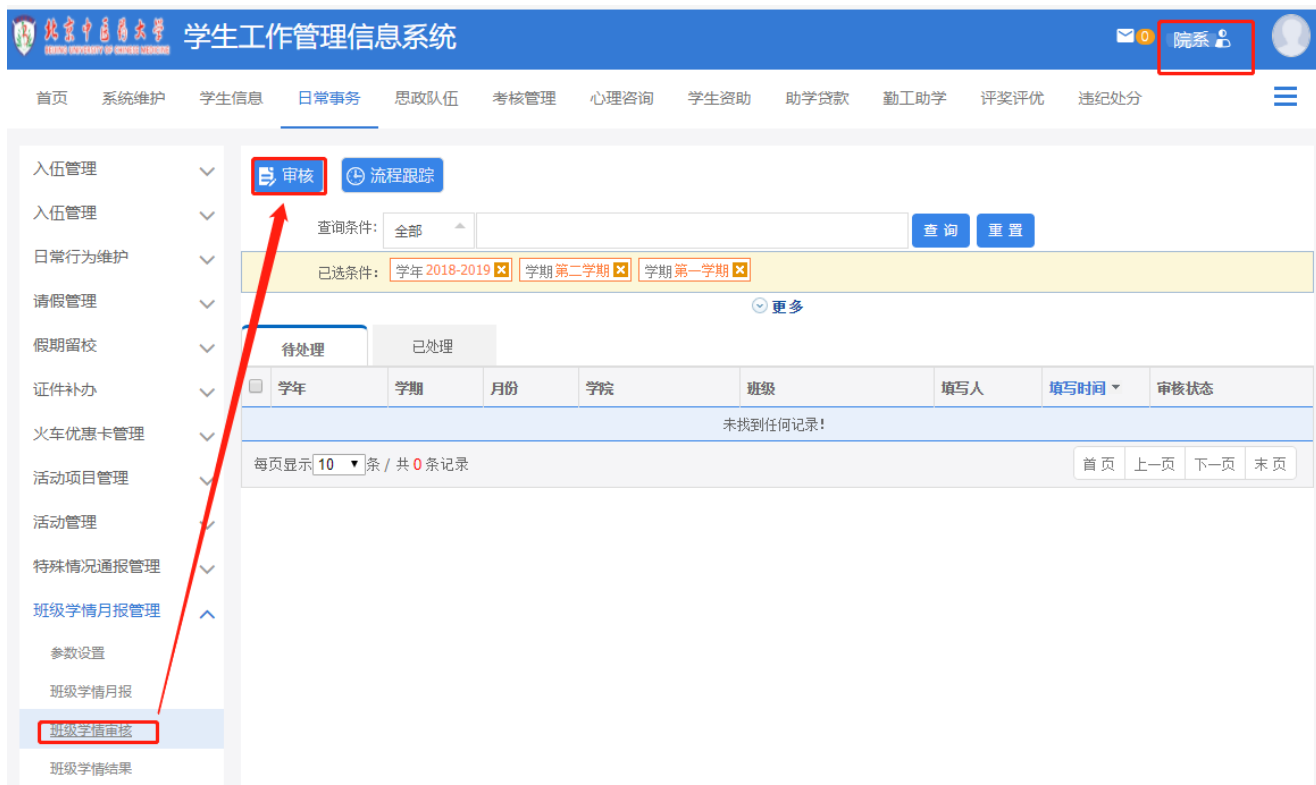 北京中医药大学 学生工作管理信息系统 0 院系
BEIJING UNIVERSITY OF CHINESE MEDICINE
首页 系统维护 学生信息 日常事务 思政队伍 考核管理 心理咨询 学生资助 助学贷款 勤工助学 评奖评优 违纪处分
入伍管理
入伍管理
日常行为维护
请假管理
假期留校
证件补办
火车优惠卡管理
活动项目管理
活动管理
特殊情况通报管理
班级学情月报管理
参数设置
班级学情月报
班级学情审核
班级学情结果
审核 流程跟踪
查询条件: 全部 查询 重置
已选条件: 学年 2018-2019 学期 第二学期 学期 第一学期
更多
待处理 已处理
学年 学期 月份 学院 班级 填写人 填写时间 审核状态
未找到任何记录!
每页显示 10 条 / 共 0 条记录 首页 上一页 下一页 末页